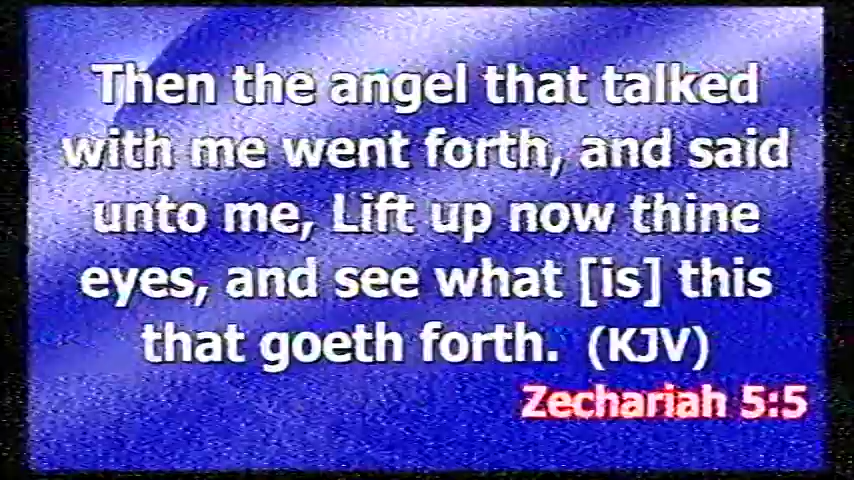 Then the angel that talked
with me went forth, and said
unto me, Lift up now thine
eyes, and see what [is] this
that goeth forth.  (KJV)
Zechariah 5:5